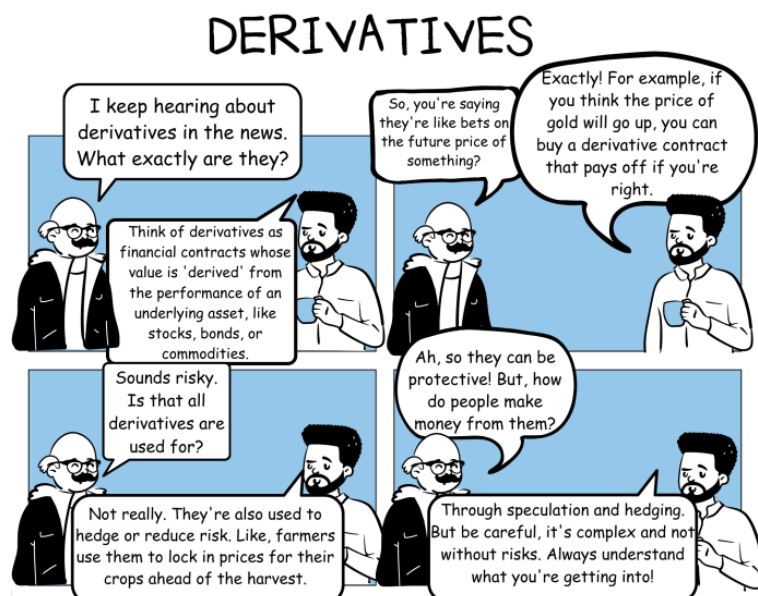 DERIVATIVES
I keep hearing about
derivatives in the news.
What exactly are they?
Think of derivatives as
financial contracts whose
value is 'derived' from
the performance of an
underlying asset, like
stocks, bonds, or
commodities.
So, you're saying
they're like bets on
the future price of
something?
Exactly! For example, if
you think the price of
gold will go up, you can
buy a derivative contract
that pays off if you're
right.
Sounds risky.
Is that all
derivatives are
used for?
Not really. They're also used to
hedge or reduce risk. Like, farmers
use them to lock in prices for their
crops ahead of the harvest.
Ah, so they can be
protective! But, how
do people make
money from them?
Through speculation and hedging.
But be careful, it's complex and not
without risks. Always understand
what you're getting into!